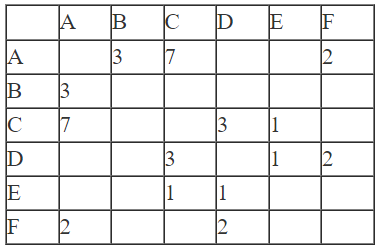 A B C D E F
A 3 7 2
B 3
C 7 3 1
D 3 1 2
E 1 1
F 2 2